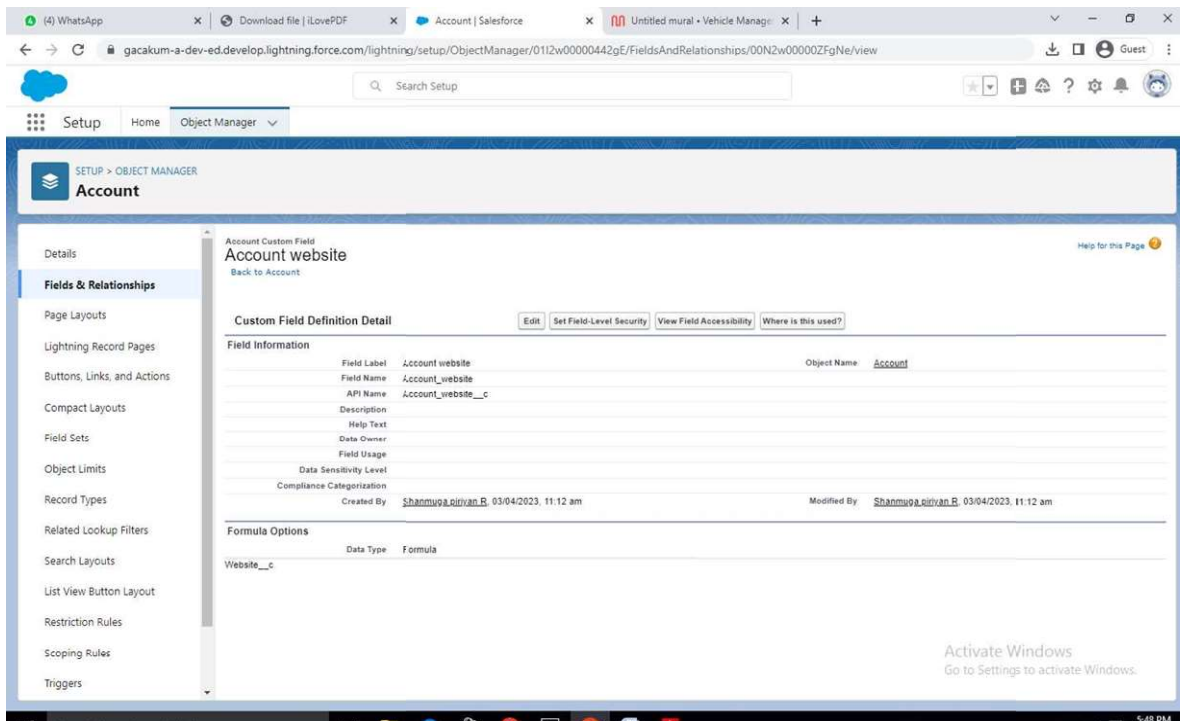 (4) WhatsApp
Download file | iLovePDF
Account | Salesforce
Untitled mural • Vehicle Manage
gacakum-a-dev-ed.develop.lightning.force.com/lightning/setup/ObjectManager/01I2w00000442gE/FieldsAndRelationships/00N2w00000ZFgNe/view
Guest
Search Setup
Setup Home Object Manager
SETUP > OBJECT MANAGER
Account
Details
Fields & Relationships
Page Layouts
Lightning Record Pages
Buttons, Links, and Actions
Compact Layouts
Field Sets
Object Limits
Record Types
Related Lookup Filters
Search Layouts
List View Button Layout
Restriction Rules
Scoping Rules
Triggers
Account Custom Field
Account website
Back to Account
Help for this Page
Custom Field Definition Detail Edit Set Field-Level Security View Field Accessibility Where is this used?
Field Information
Field Label Account website Object Name Account
Field Name Account_website
API Name Account_website__c
Description
Help Text
Data Owner
Field Usage
Data Sensitivity Level
Compliance Categorization
Created By Shanmuga piriyan R, 03/04/2023, 11:12 am Modified By Shanmuga piriyan R, 03/04/2023, 11:12 am
Formula Options
Data Type Formula
Website__c
Activate Windows
Go to Settings to activate Windows.
5:48 PM